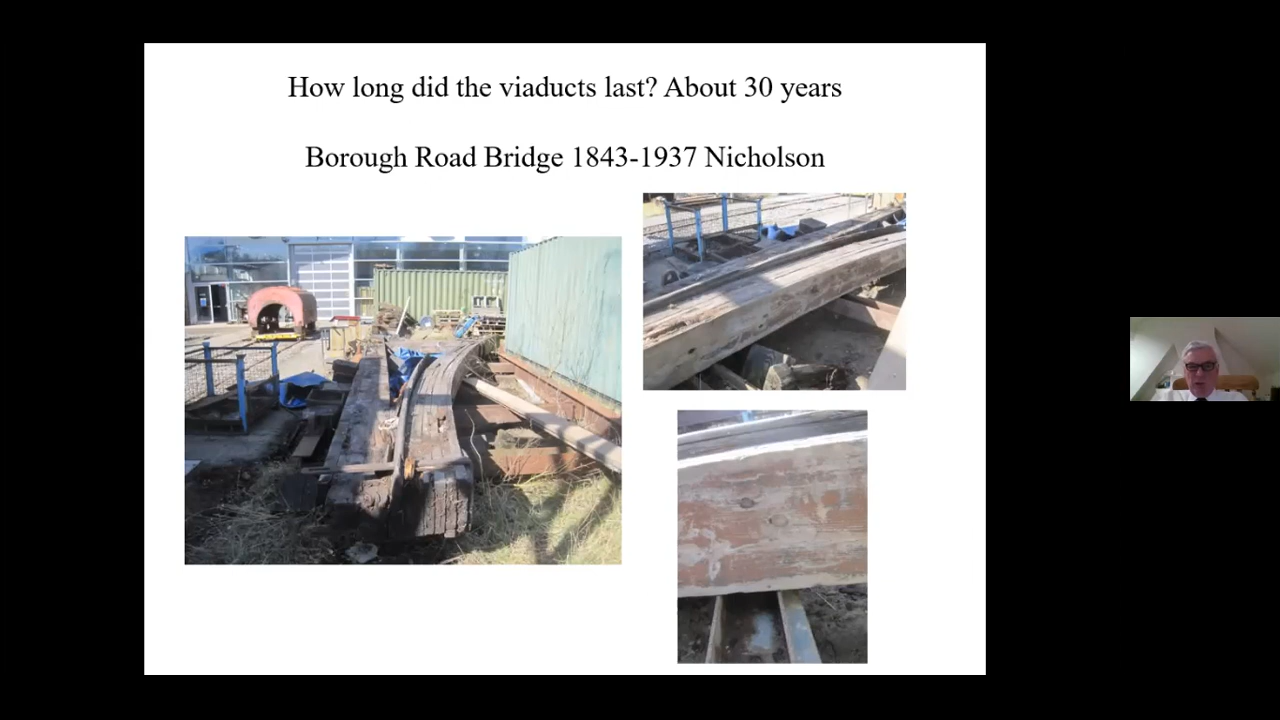 How long did the viaducts last? About 30 years
Borough Road Bridge 1843-1937 Nicholson